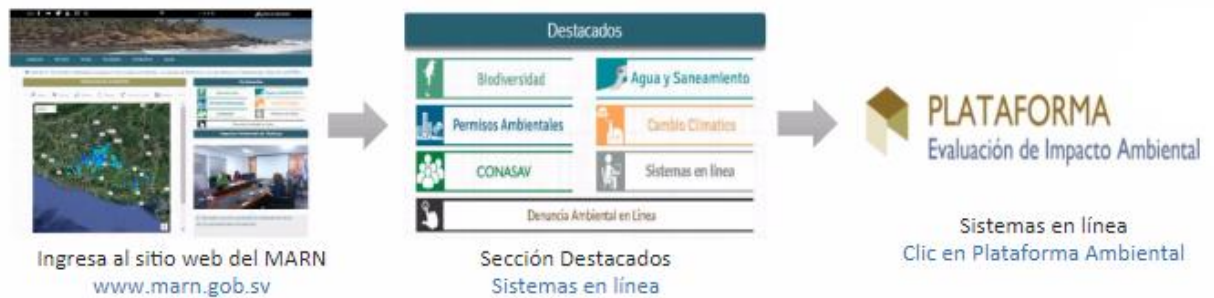 Destacados
Biodiversidad
Agua y Saneamiento
Permisos Ambientales
Cambio Climatico
CONASAV
Sistemas en línea
Denuncia Ambiental en Línea
PLATAFORMA
Evaluación de Impacto Ambiental
Ingresa al sitio web del MARN
www.marn.gob.sv
Sección Destacados
Sistemas en línea
Sistemas en línea
Clic en Plataforma Ambiental